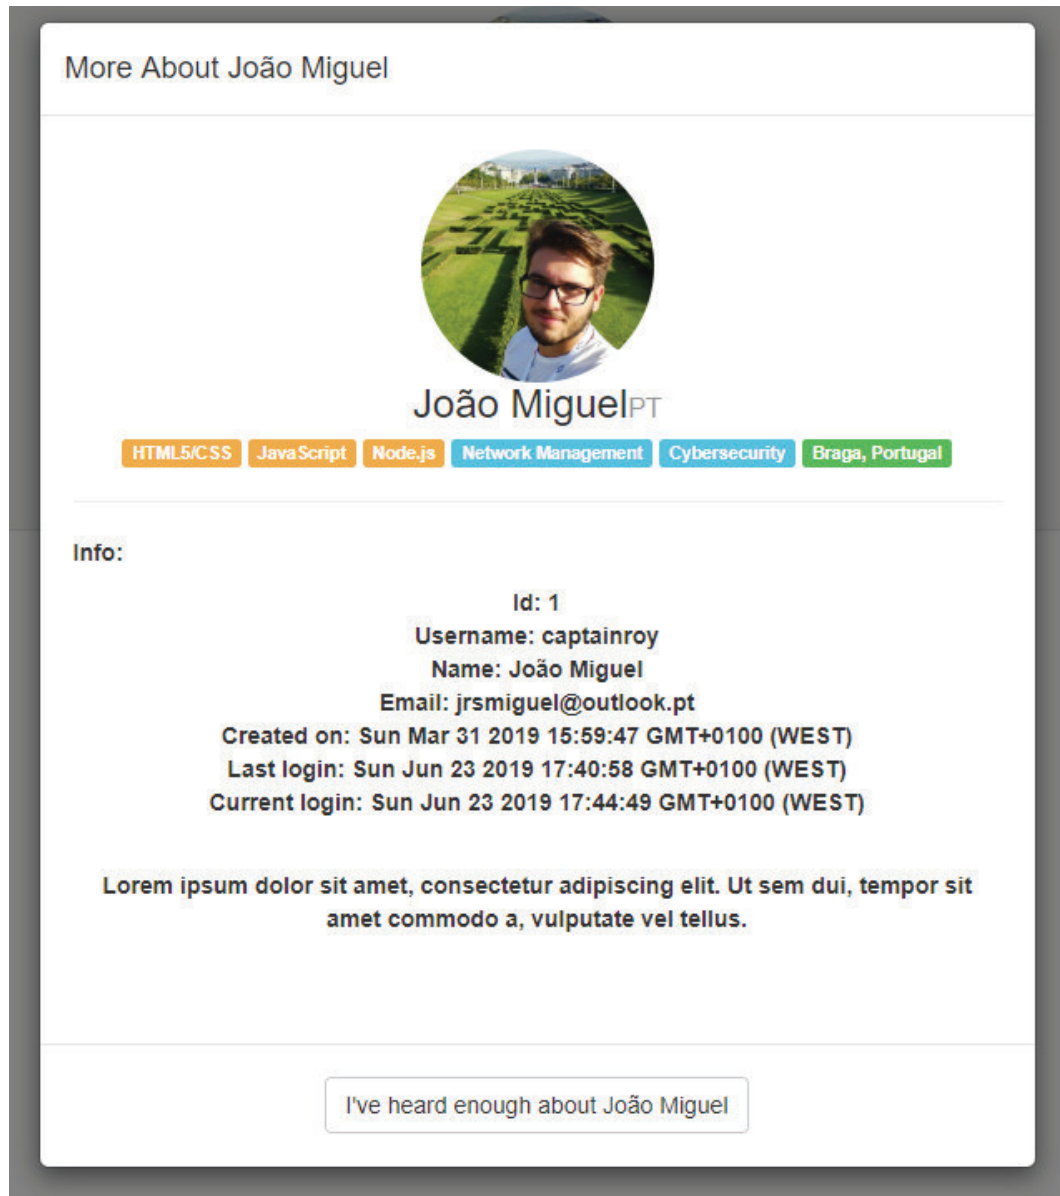 More About João Miguel
João MiguelPT
HTML5/CSS JavaScript Node.js Network Management Cybersecurity Braga, Portugal
Info:
Id: 1
Username: captainroy
Name: João Miguel
Email: jrsmiguel@outlook.pt
Created on: Sun Mar 31 2019 15:59:47 GMT+0100 (WEST)
Last login: Sun Jun 23 2019 17:40:58 GMT+0100 (WEST)
Current login: Sun Jun 23 2019 17:44:49 GMT+0100 (WEST)
Lorem ipsum dolor sit amet, consectetur adipiscing elit. Ut sem dui, tempor sit
amet commodo a, vulputate vel tellus.
I've heard enough about João Miguel